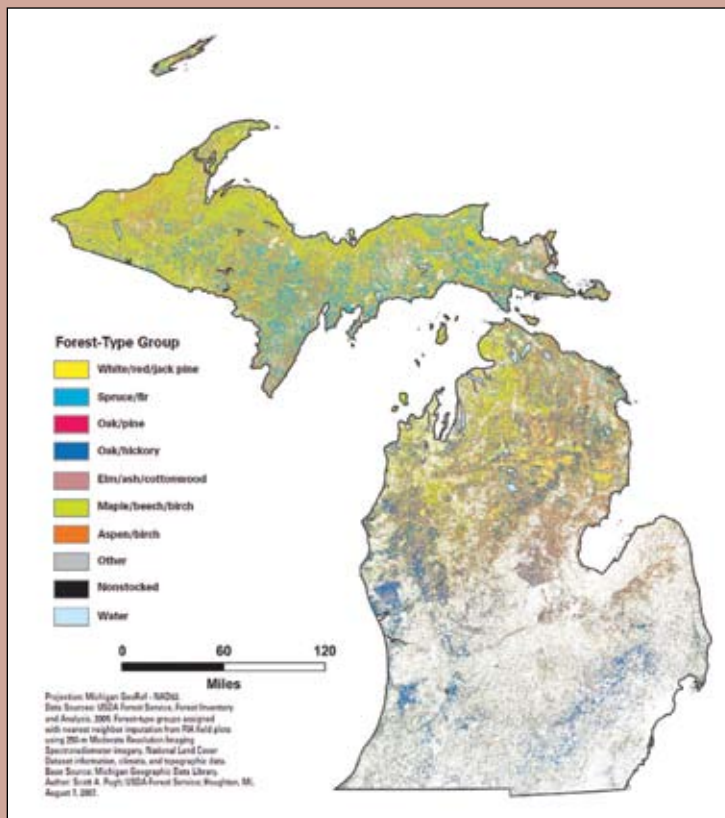 Forest-Type Group
White/red/jack pine
Spruce/fir
Oak/pine
Oak/hickory
Elm/ash/cottonwood
Maple/beech/birch
Aspen/birch
Other
Nonstocked
Water
0 60 120
Miles
Projection: Michigan GeoRef - NAD83.
Data Sources: USDA Forest Service, Forest Inventory
and Analysis, 2005. Forest-type groups assigned
with nearest neighbor imputation from FIA field plots
using 250-m Moderate Resolution Imaging
Spectroradiometer imagery, National Land Cover
Dataset information, climate, and topographic data.
Base Source: Michigan Geographic Data Library.
Author: Scott A. Pugh; USDA Forest Service; Houghton, MI.
August 7, 2007.